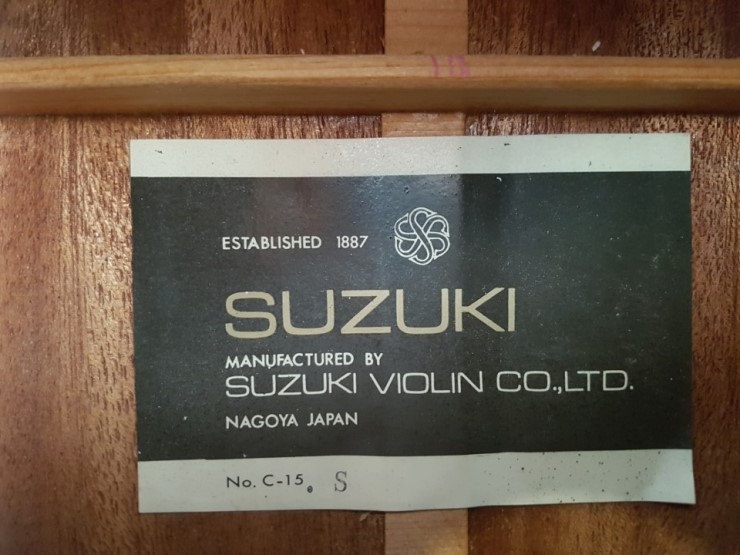 ESTABLISHED 1887
SUZUKI
MANUFACTURED BY
SUZUKI VIOLIN CO.,LTD.
NAGOYA JAPAN
No. C-15. S